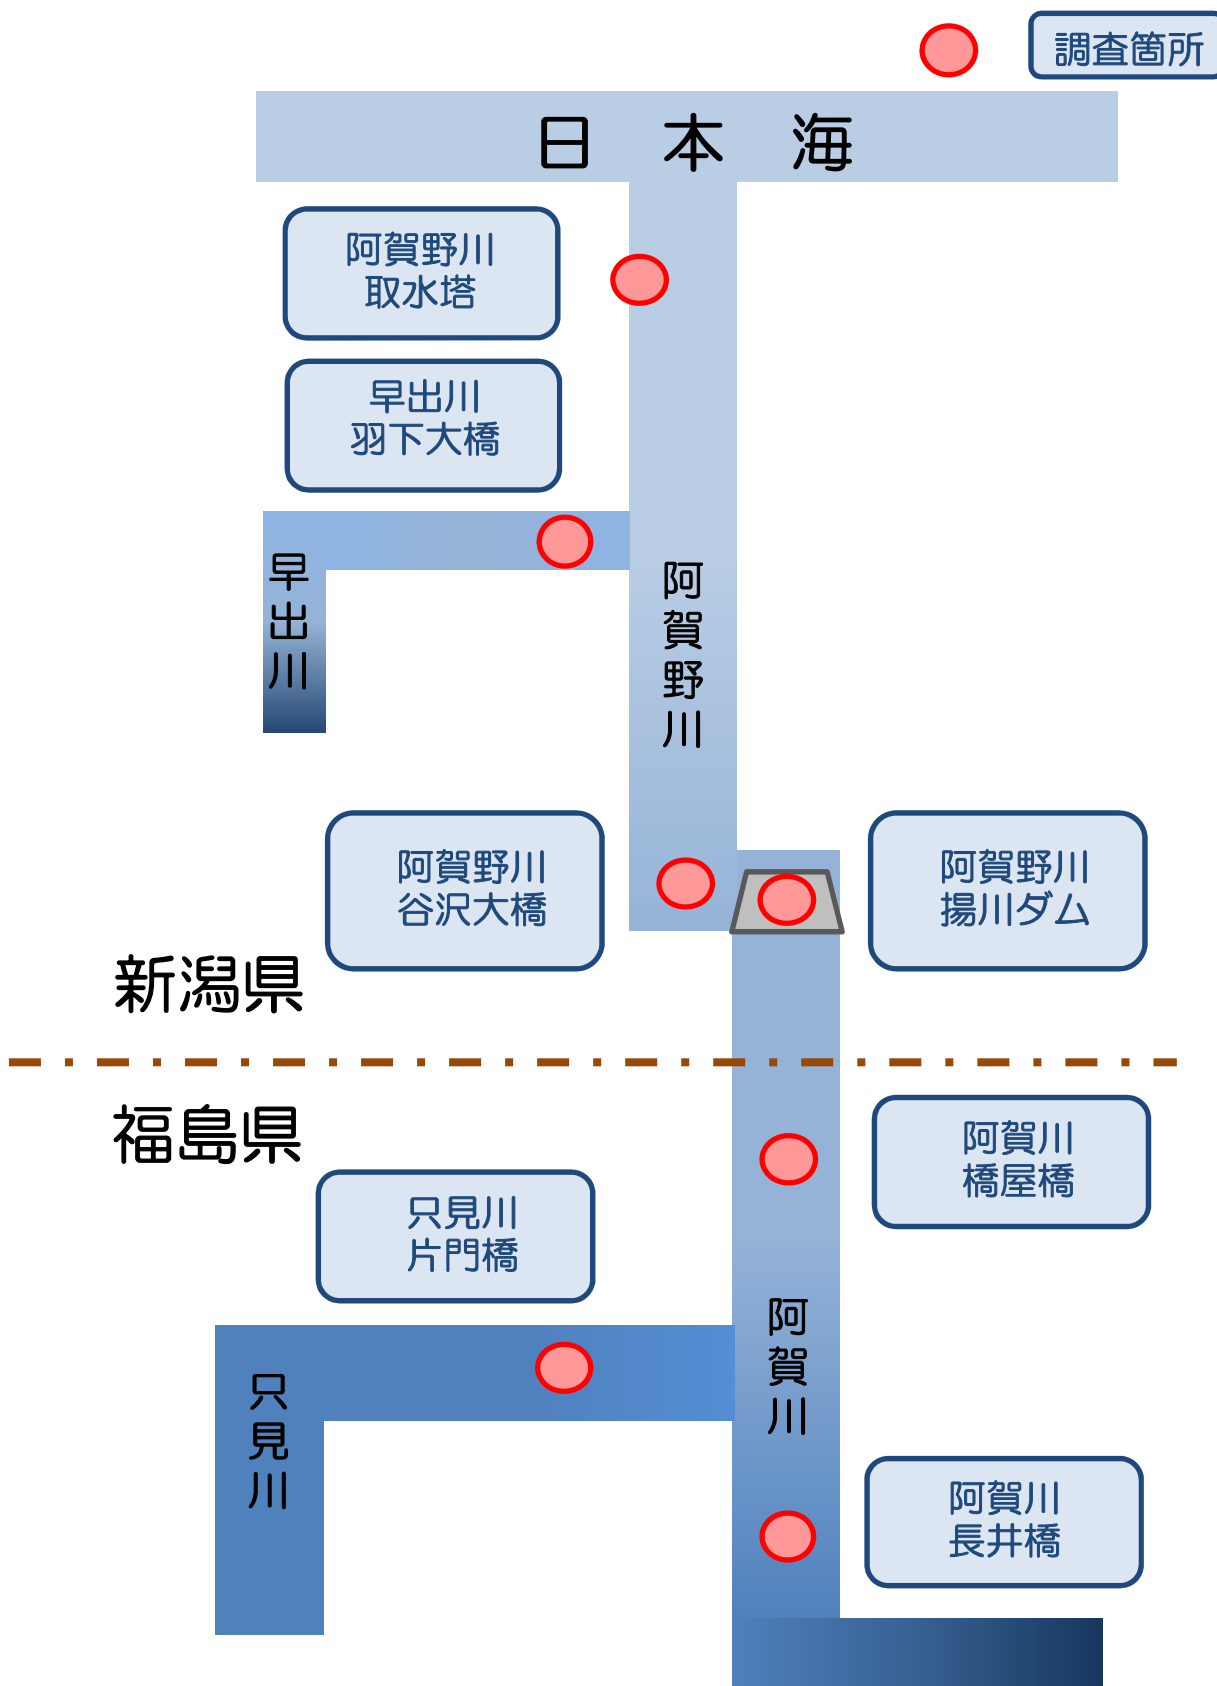 調査箇所
日本海
阿賀野川
取水塔
早出川
羽下大橋
早出川
阿賀野川
阿賀野川
谷沢大橋
阿賀野川
揚川ダム
新潟県
福島県
阿賀川
橋屋橋
只見川
片門橋
阿賀川
只見川
阿賀川
長井橋